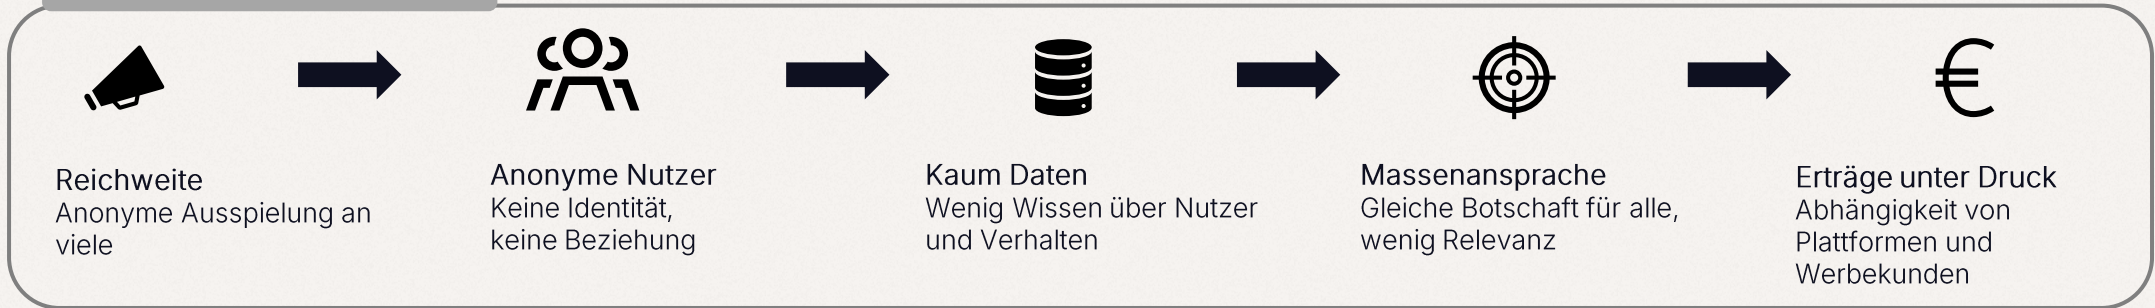 Reichweite
Anonyme Ausspielung an
viele
Anonyme Nutzer
Keine Identität,
keine Beziehung
Kaum Daten
Wenig Wissen über Nutzer
und Verhalten
Massenansprache
Gleiche Botschaft für alle,
wenig Relevanz
€
Erträge unter Druck
Abhängigkeit von
Plattformen und
Werbekunden